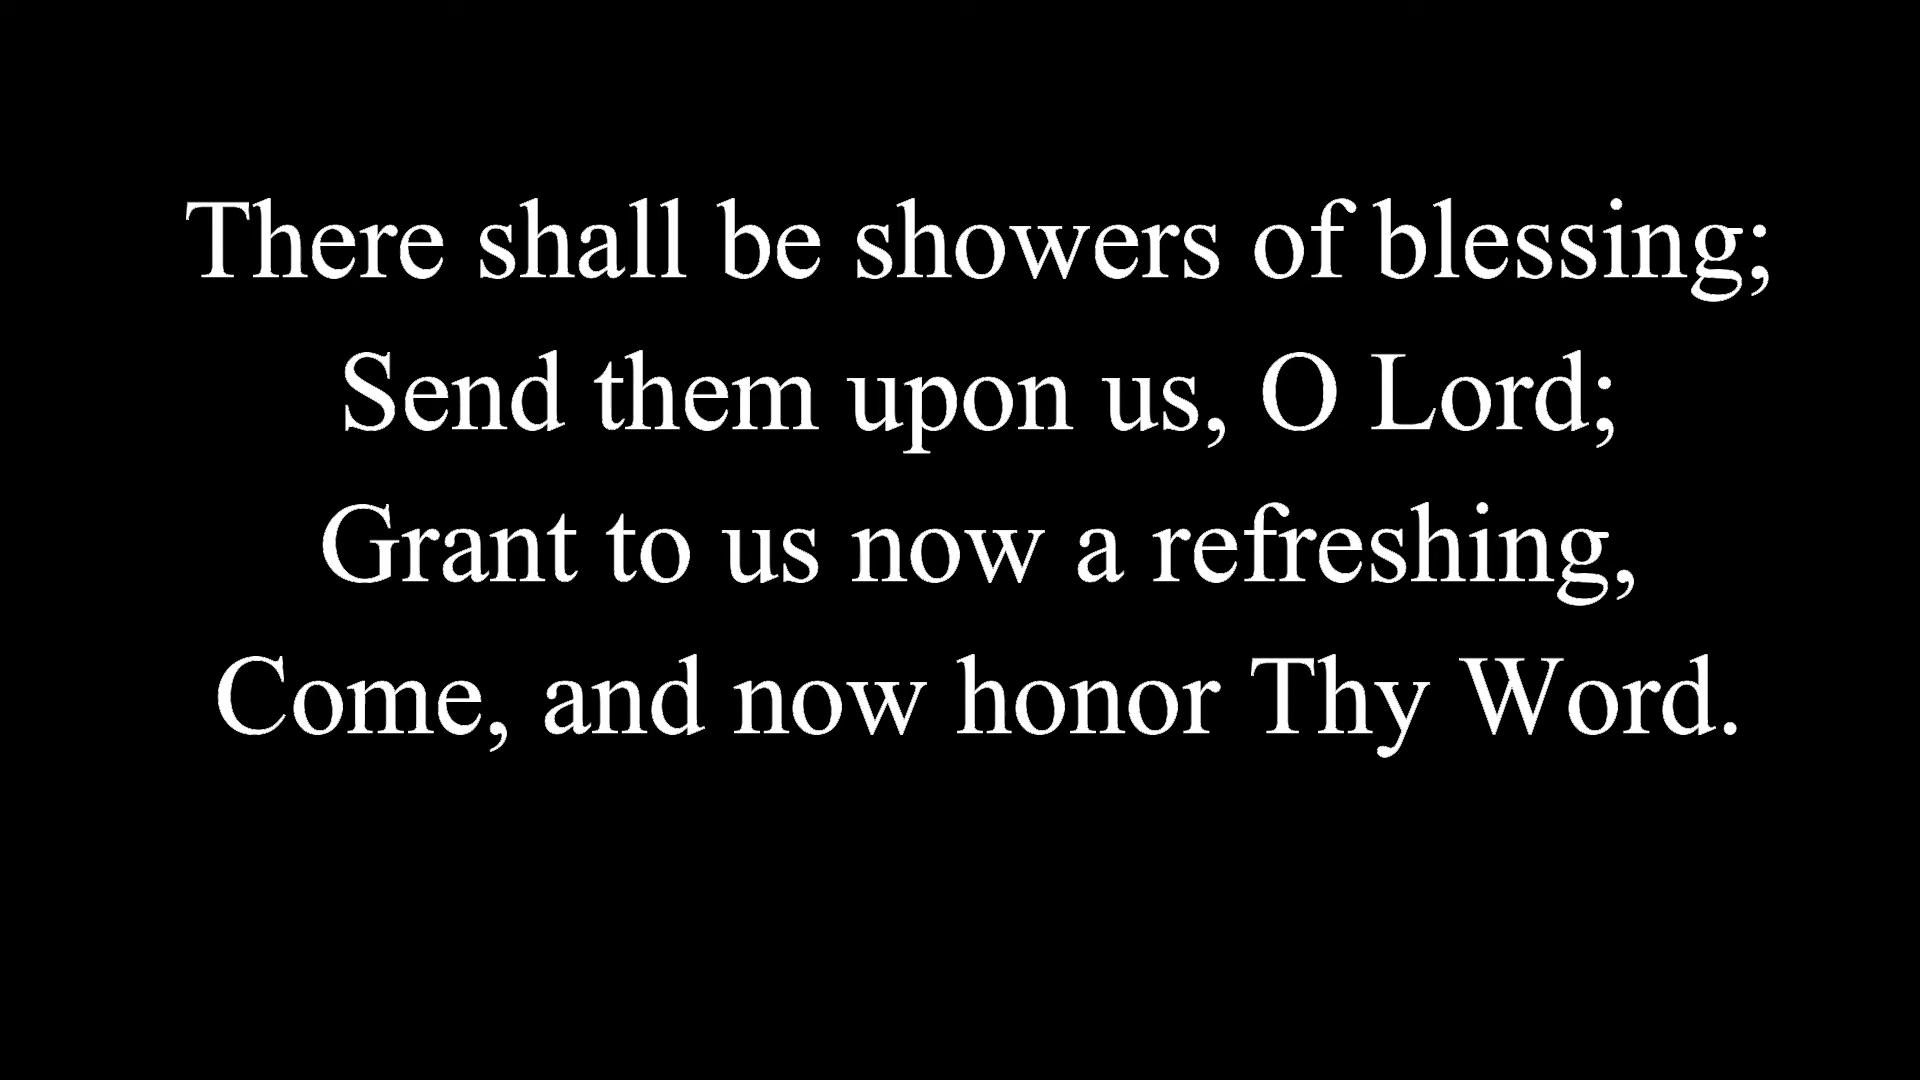 There shall be showers of blessing;
Send them upon us, O Lord;
Grant to us now a refreshing,
Come, and now honor Thy Word.